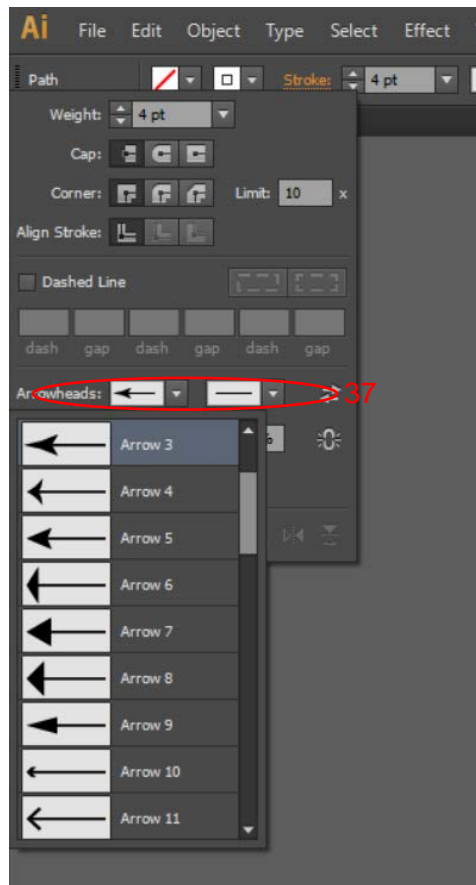 Ai File Edit Object Type Select Effect
Path Stroke: 4 pt
Weight: 4 pt
Cap:
Corner: Limit: 10 x
Align Stroke:
Dashed Line
dash gap dash gap dash gap
Arrowheads: 37
Arrow 3
Arrow 4
Arrow 5
Arrow 6
Arrow 7
Arrow 8
Arrow 9
Arrow 10
Arrow 11